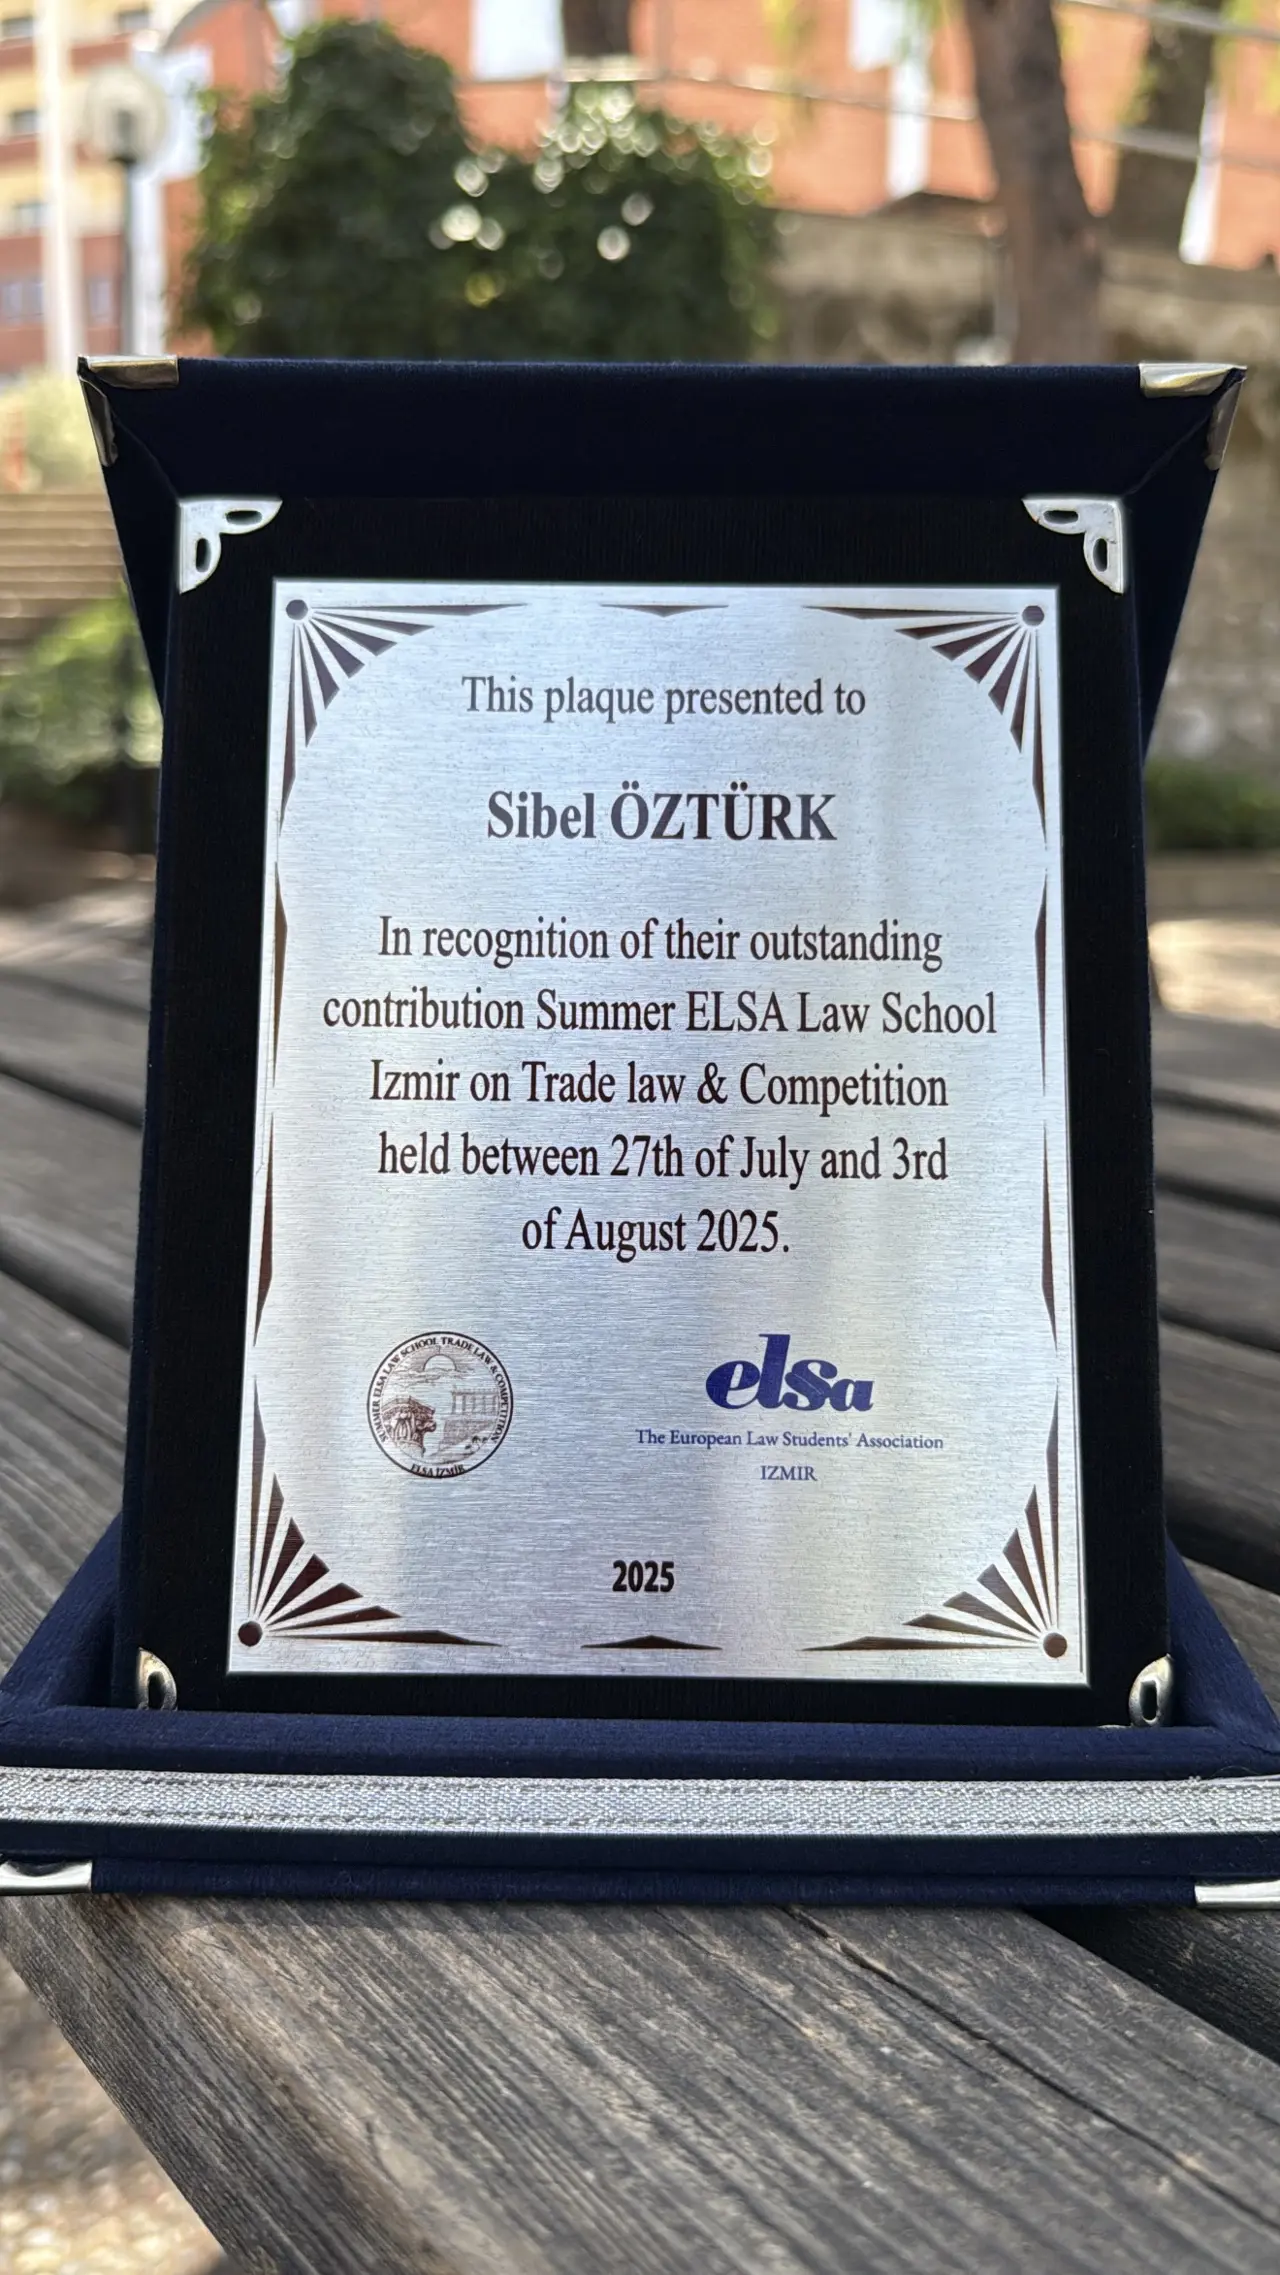 This plaque presented to
Sibel ÖZTÜRK
In recognition of their outstanding
contribution Summer ELSA Law School
Izmir on Trade law & Competition
held between 27th of July and 3rd
of August 2025.
SUMMER ELSA LAW SCHOOL TRADE LAW & COMPETITION
ELSA IZMIR
elsa
The European Law Students' Association
IZMIR
2025